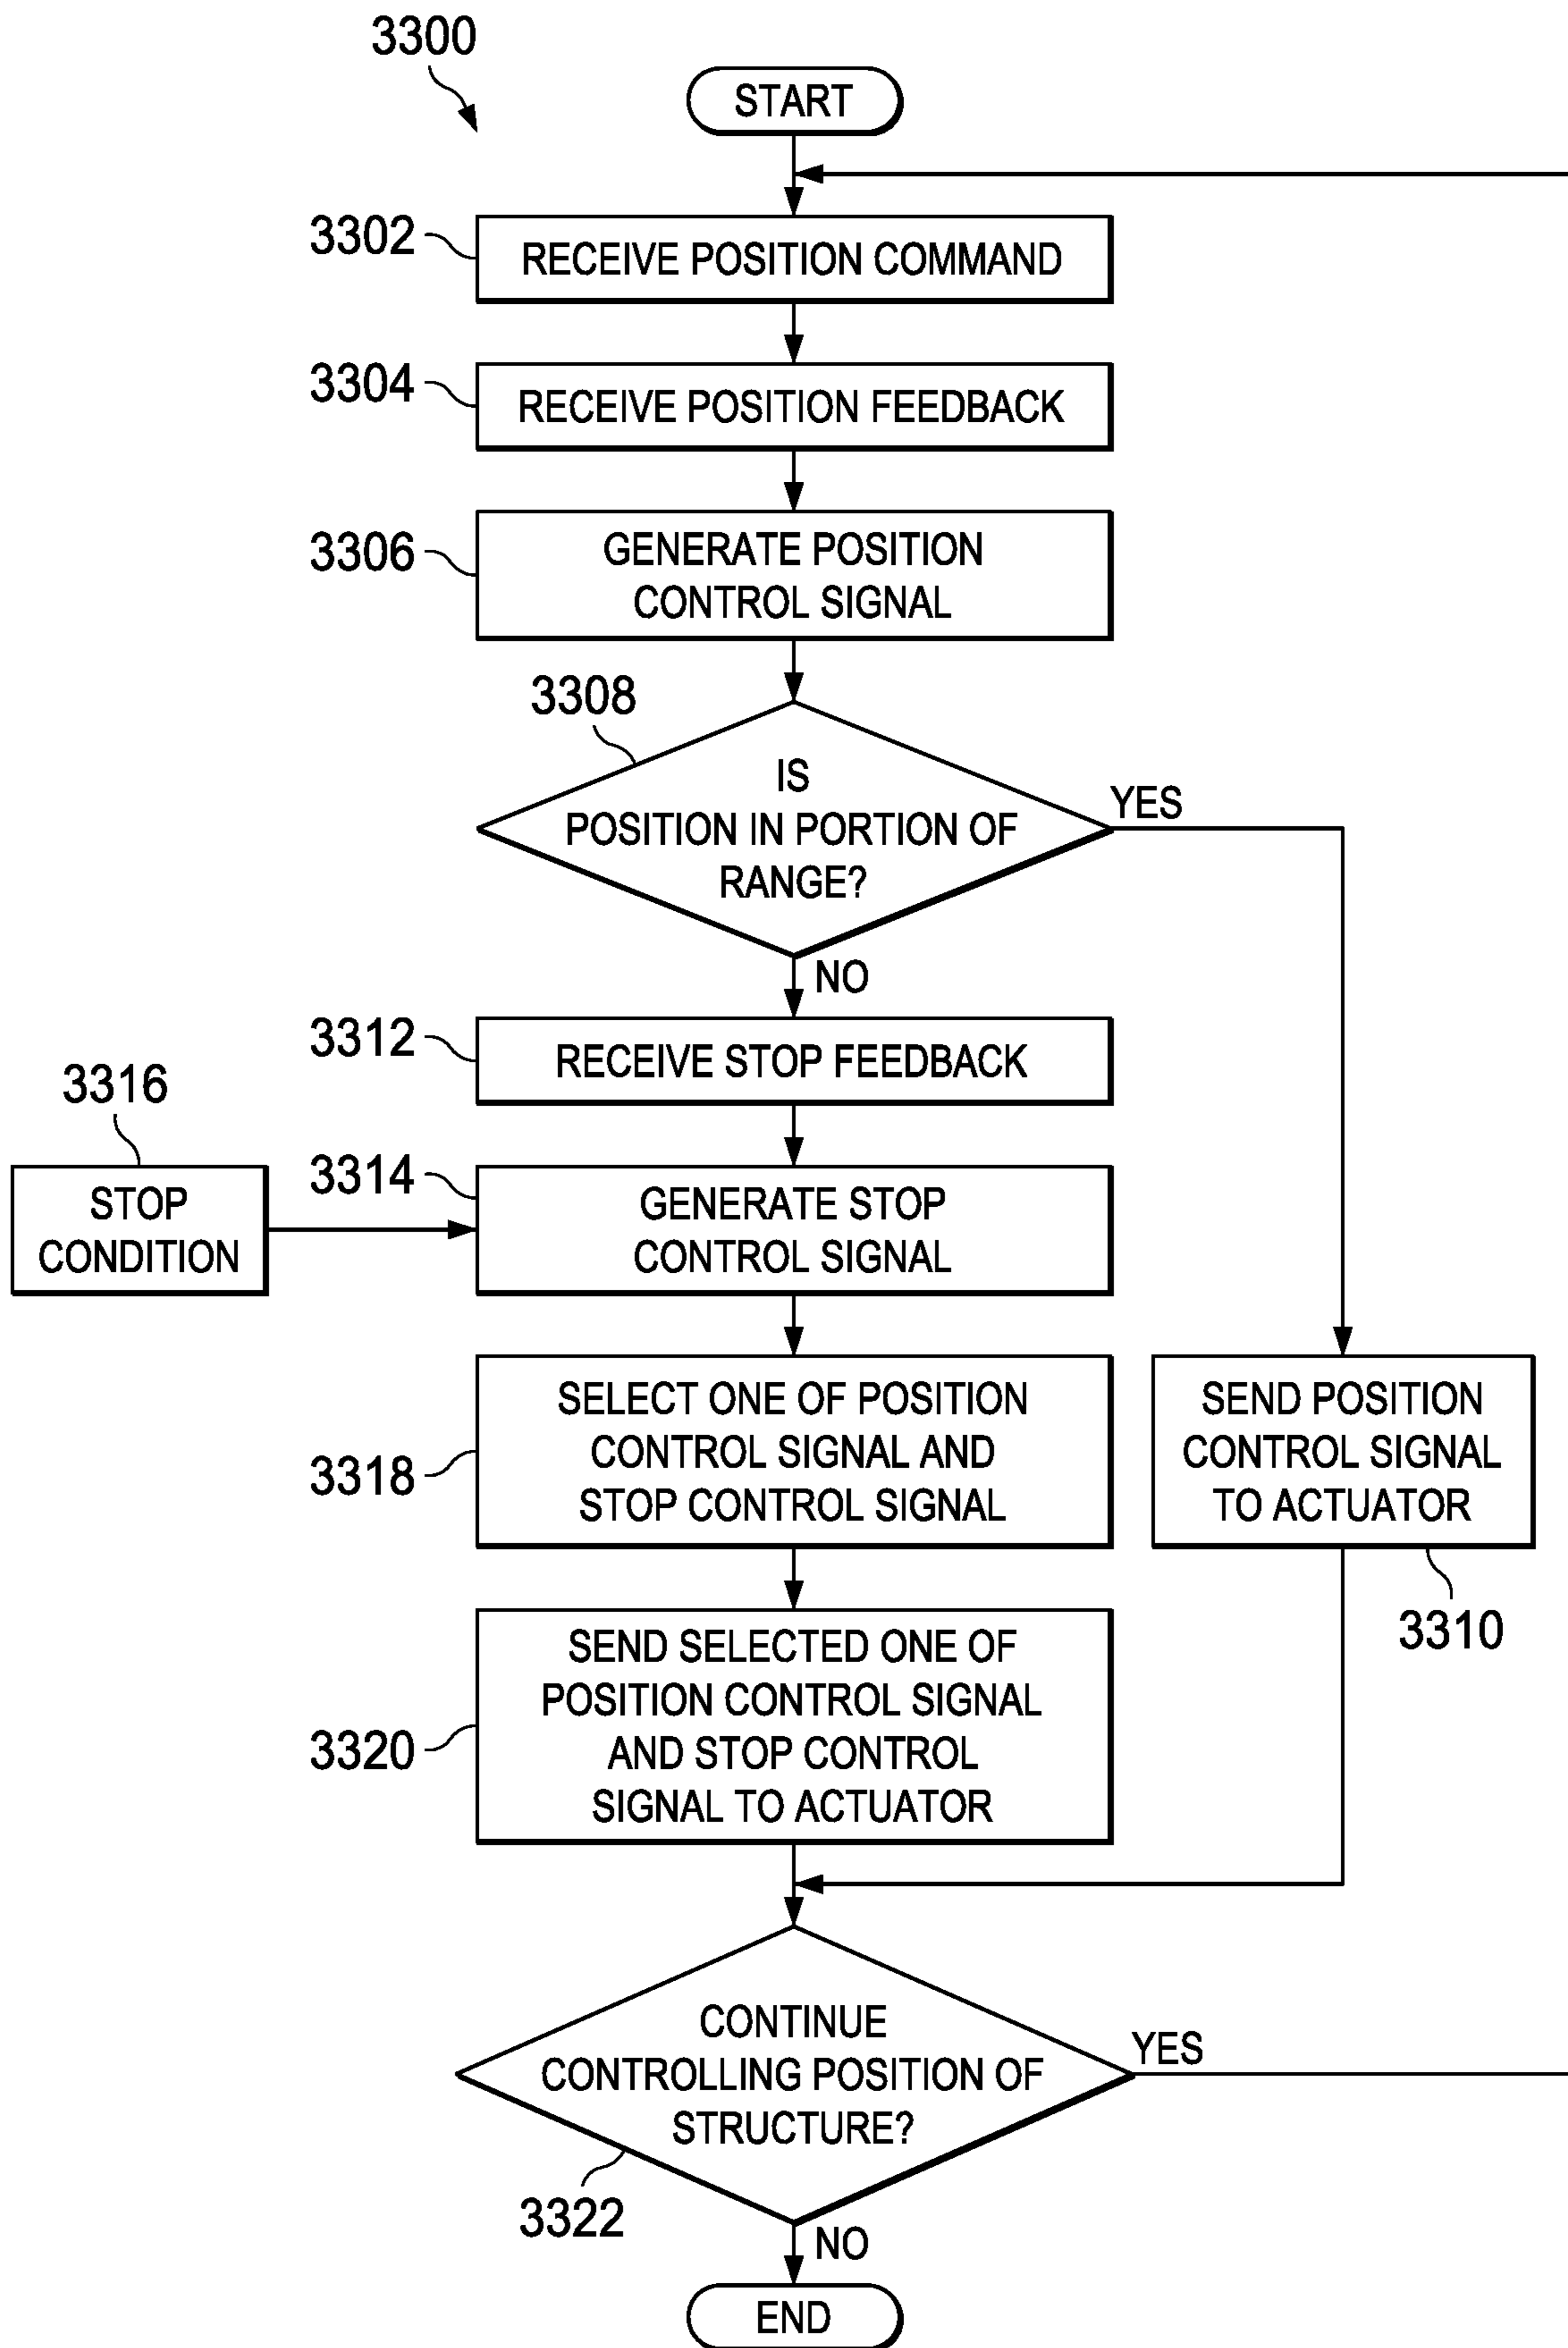 3300
START
3302
RECEIVE POSITION COMMAND
3304
RECEIVE POSITION FEEDBACK
3306
GENERATE POSITION
CONTROL SIGNAL
3308
IS
POSITION IN PORTION OF
RANGE?
YES
NO
3312
RECEIVE STOP FEEDBACK
3316
STOP
CONDITION
3314
GENERATE STOP
CONTROL SIGNAL
3318
SELECT ONE OF POSITION
CONTROL SIGNAL AND
STOP CONTROL SIGNAL
SEND POSITION
CONTROL SIGNAL
TO ACTUATOR
3310
3320
SEND SELECTED ONE OF
POSITION CONTROL SIGNAL
AND STOP CONTROL
SIGNAL TO ACTUATOR
CONTINUE
CONTROLLING POSITION OF
STRUCTURE?
YES
3322
NO
END